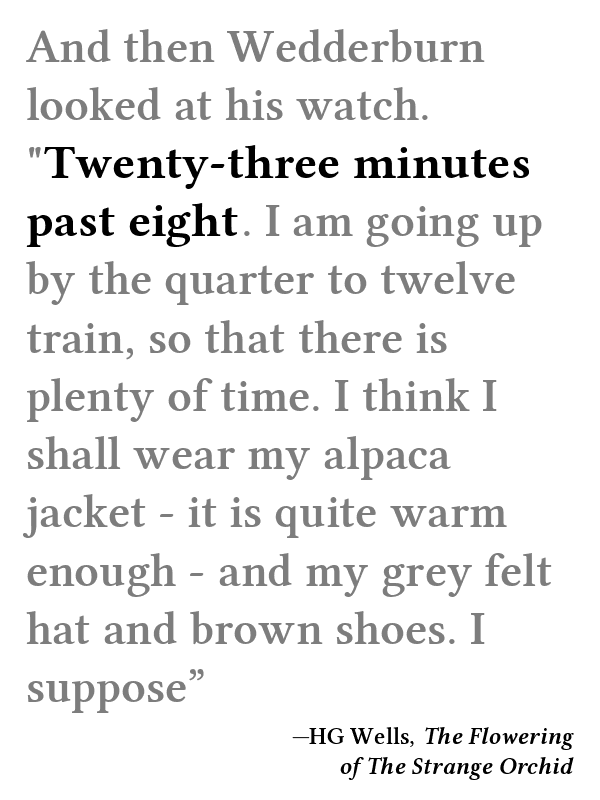 And then Wedderburn
looked at his watch.
"Twenty-three minutes
past eight. I am going up
by the quarter to twelve
train, so that there is
plenty of time. I think I
shall wear my alpaca
jacket - it is quite warm
enough - and my grey felt
hat and brown shoes. I
suppose”
—HG Wells, The Flowering
of The Strange Orchid